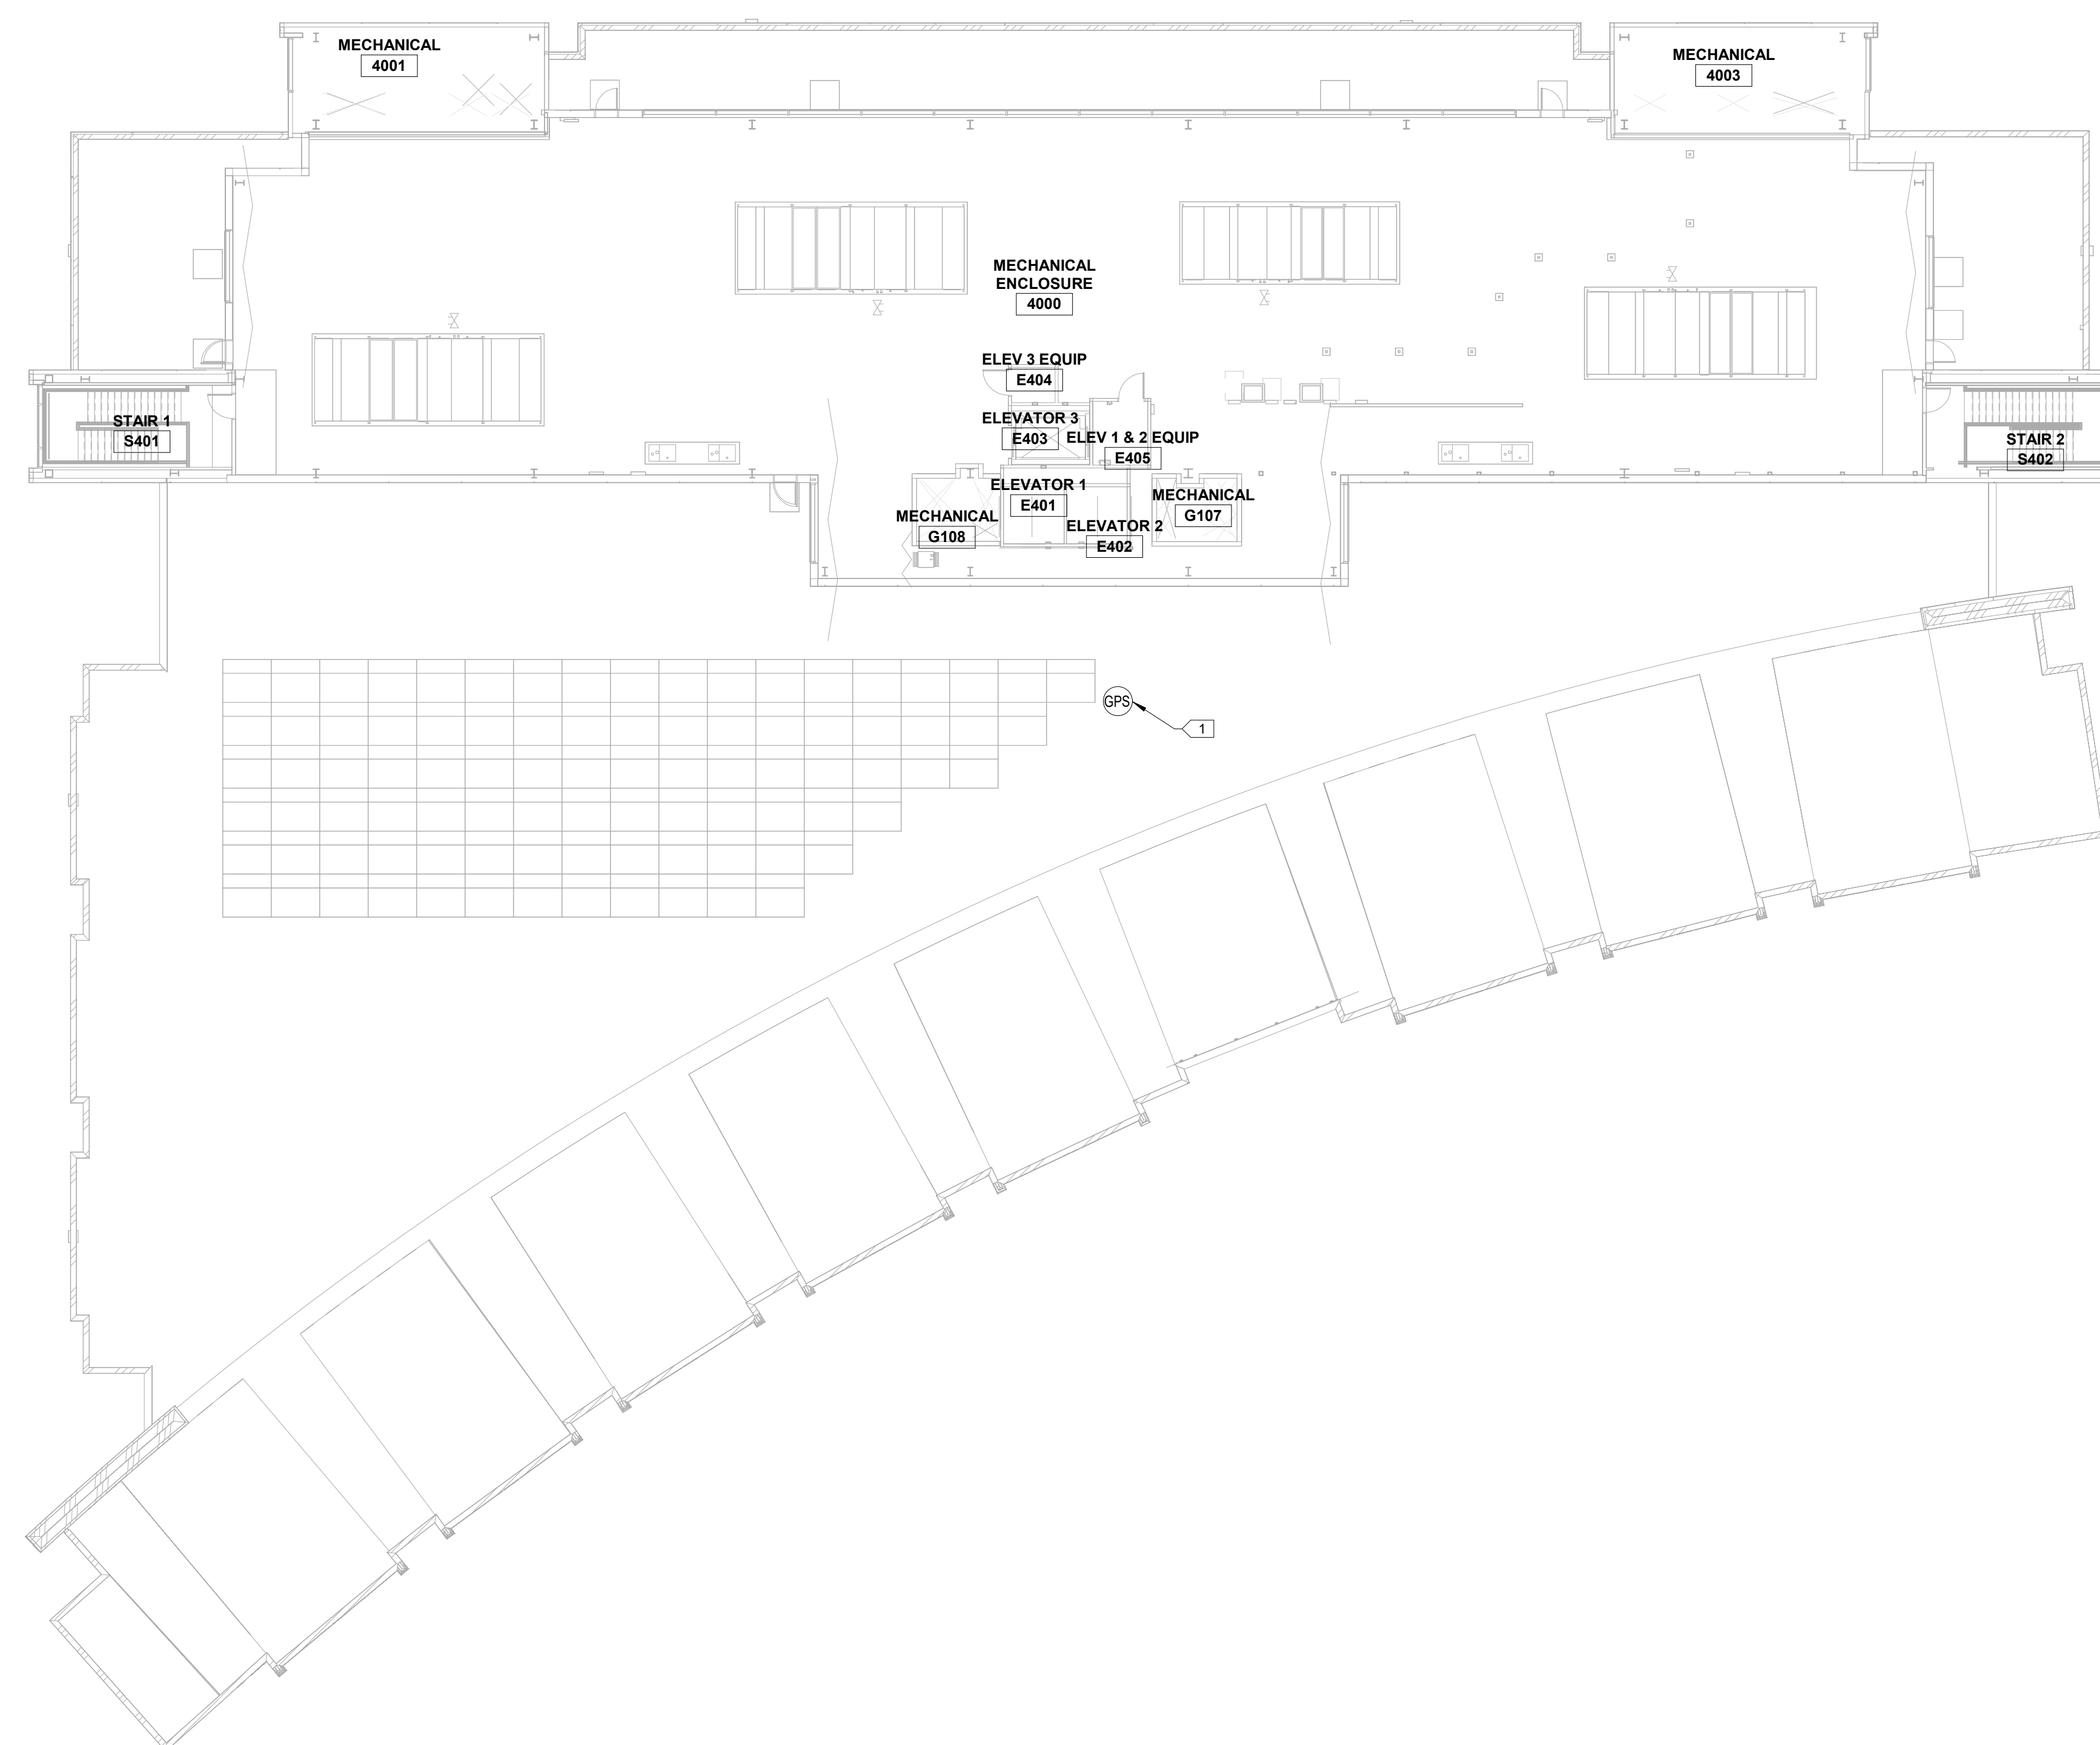 MECHANICAL
4001
MECHANICAL
4003
MECHANICAL
ENCLOSURE
4000
ELEV 3 EQUIP
E404
STAIR 1
S401
ELEVATOR 3
E403
ELEV 1 & 2 EQUIP
E405
STAIR 2
S402
ELEVATOR 1
E401
MECHANICAL
G107
MECHANICAL
G108
ELEVATOR 2
E402
GPS
1